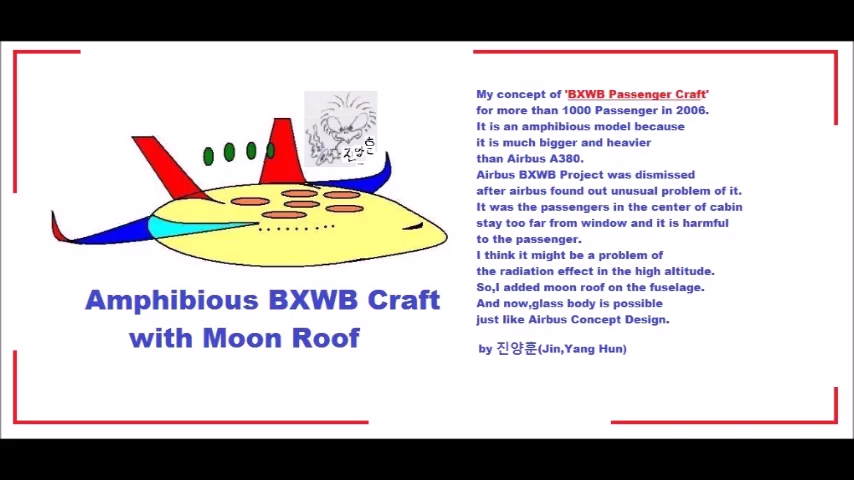 진양훈
Amphibious BXWB Craft
with Moon Roof
My concept of 'BXWB Passenger Craft'
for more than 1000 Passenger in 2006.
It is an amphibious model because
it is much bigger and heavier
than Airbus A380.
Airbus BXWB Project was dismissed
after airbus found out unusual problem of it.
It was the passengers in the center of cabin
stay too far from window and it is harmful
to the passenger.
I think it might be a problem of
the radiation effect in the high altitude.
So,I added moon roof on the fuselage.
And now,glass body is possible
just like Airbus Concept Design.
by 진양훈(Jin,Yang Hun)